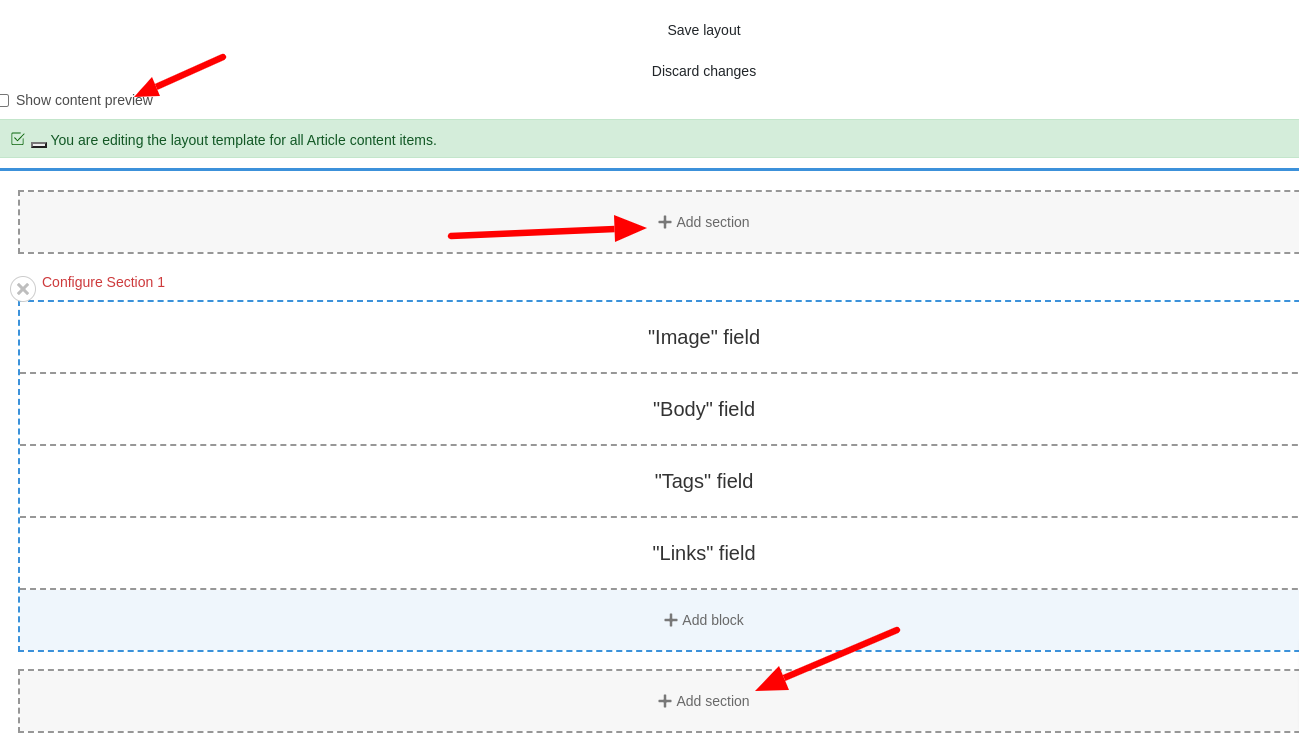 Save layout
Discard changes
Show content preview
You are editing the layout template for all Article content items.
Add section
Configure Section 1
"Image" field
"Body" field
"Tags" field
"Links" field
Add block
Add section